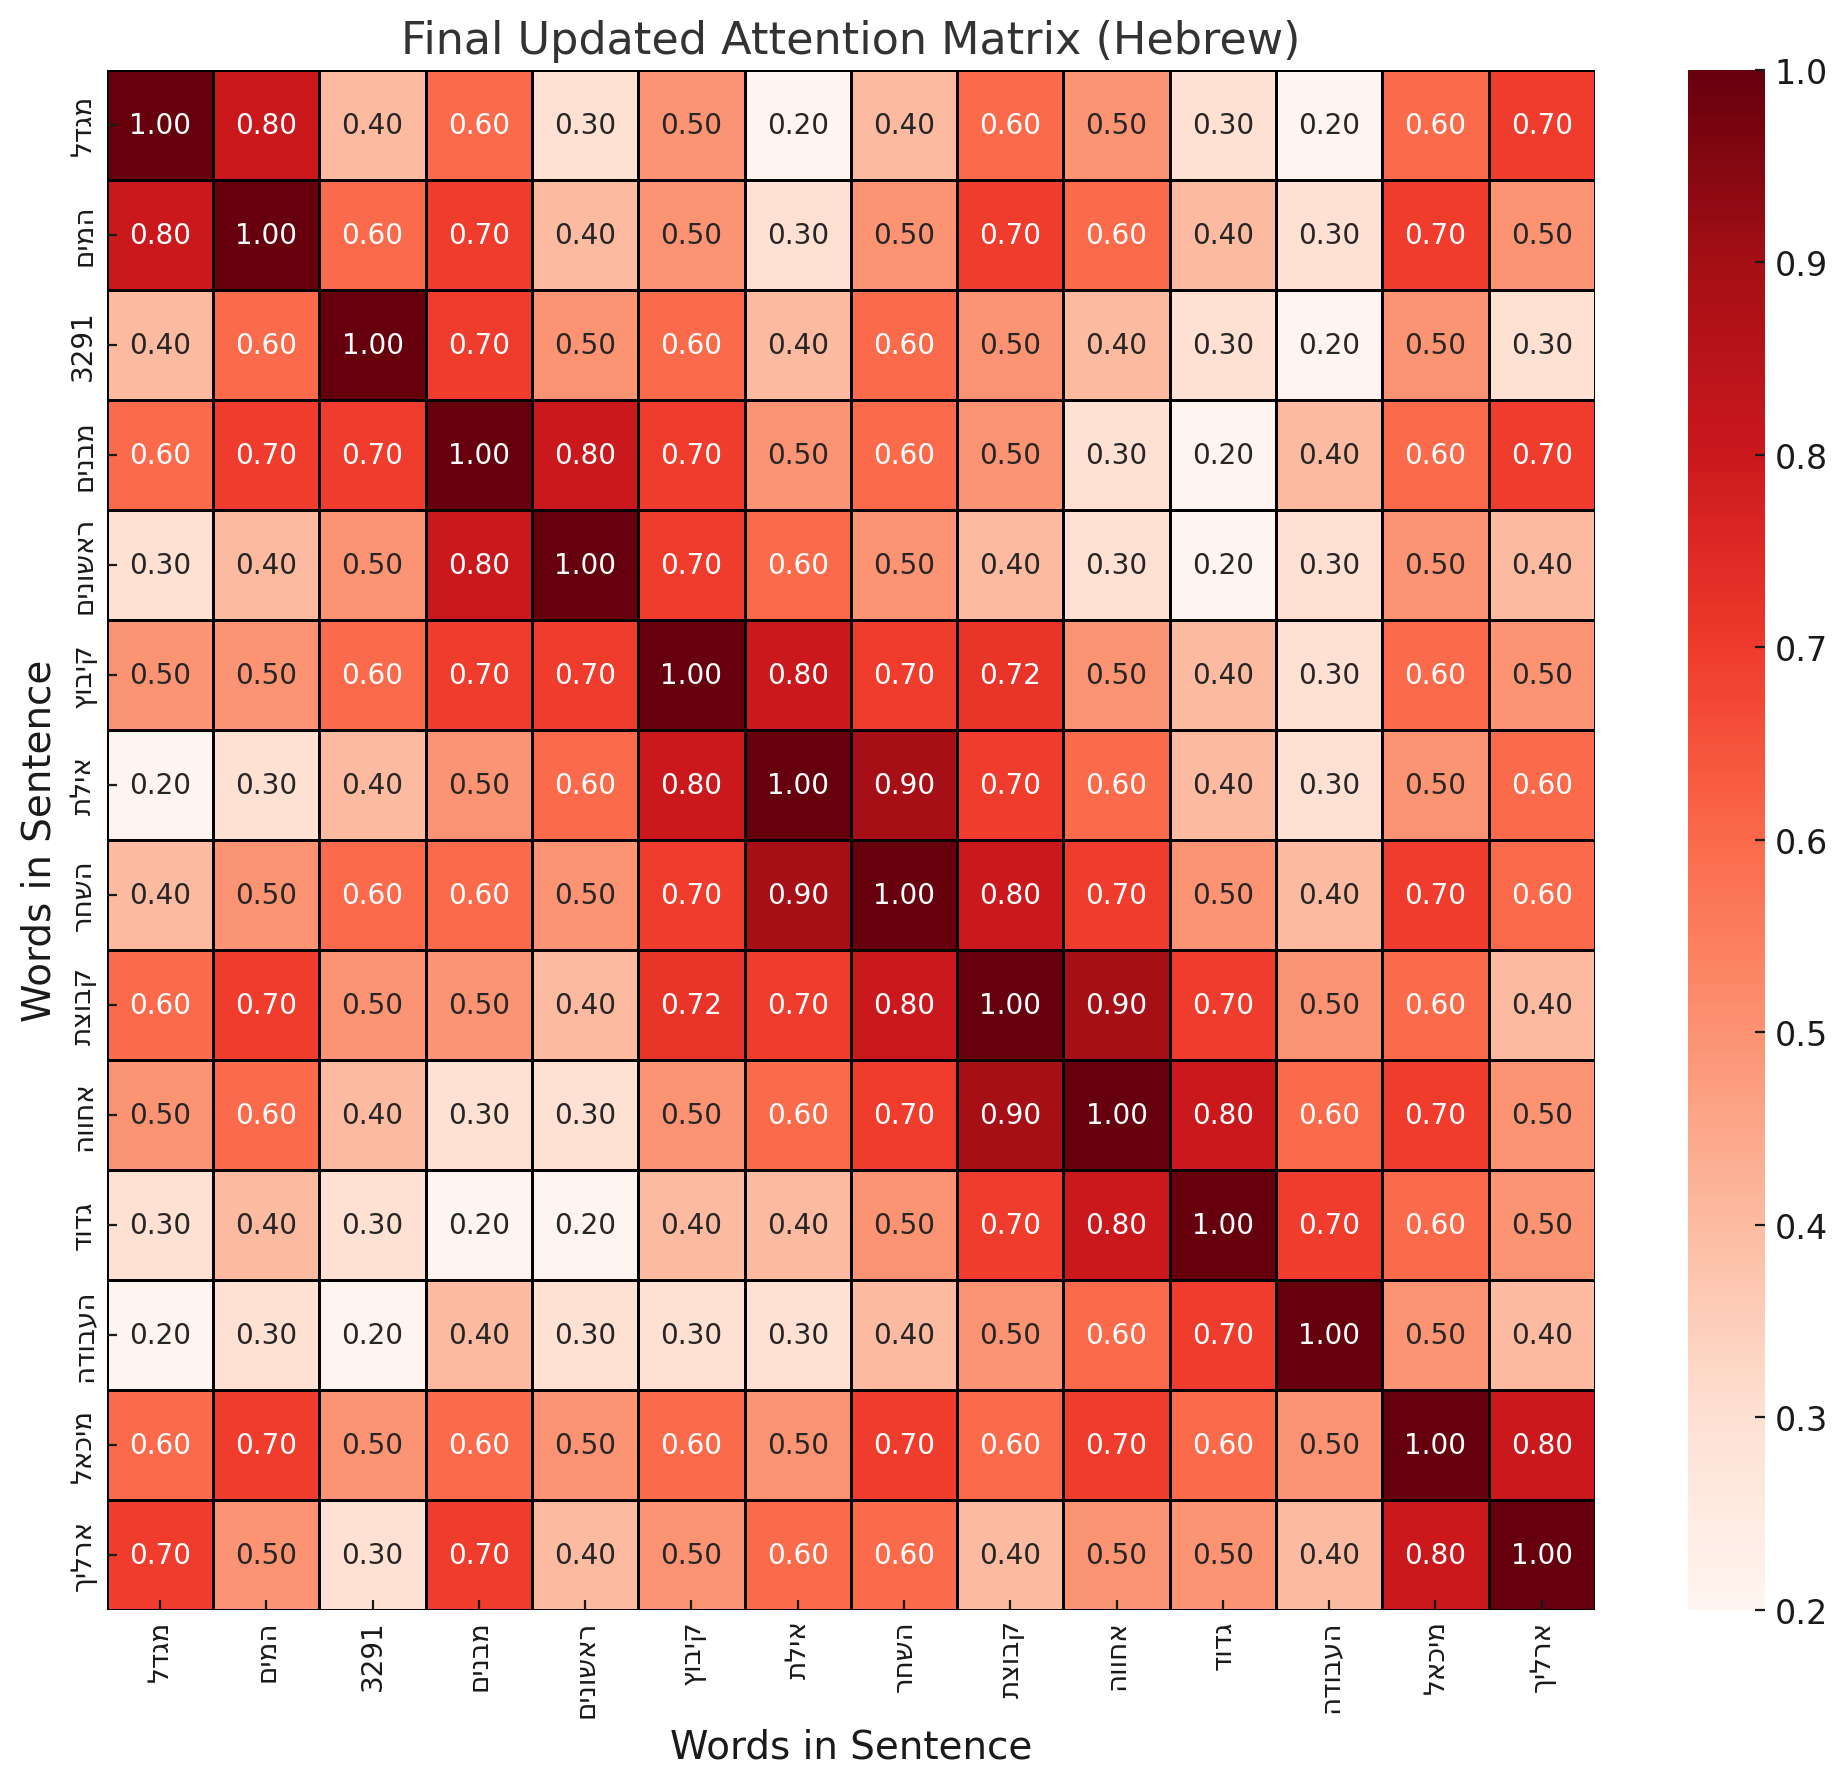 Final Updated Attention Matrix (Hebrew)
Words in Sentence
מגדל 1.00 0.80 0.40 0.60 0.30 0.50 0.20 0.40 0.60 0.50 0.30 0.20 0.60 0.70
המים 0.80 1.00 0.60 0.70 0.40 0.50 0.30 0.50 0.70 0.60 0.40 0.30 0.70 0.50
3291 0.40 0.60 1.00 0.70 0.50 0.60 0.40 0.60 0.50 0.40 0.30 0.20 0.50 0.30
מבנים 0.60 0.70 0.70 1.00 0.80 0.70 0.50 0.60 0.50 0.30 0.20 0.40 0.60 0.70
ראשונים 0.30 0.40 0.50 0.80 1.00 0.70 0.60 0.50 0.40 0.30 0.20 0.30 0.50 0.40
קיבוץ 0.50 0.50 0.60 0.70 0.70 1.00 0.80 0.70 0.72 0.50 0.40 0.30 0.60 0.50
אילת 0.20 0.30 0.40 0.50 0.60 0.80 1.00 0.90 0.70 0.60 0.40 0.30 0.50 0.60
השחר 0.40 0.50 0.60 0.60 0.50 0.70 0.90 1.00 0.80 0.70 0.50 0.40 0.70 0.60
קבוצת 0.60 0.70 0.50 0.50 0.40 0.72 0.70 0.80 1.00 0.90 0.70 0.50 0.60 0.40
אחווה 0.50 0.60 0.40 0.30 0.30 0.50 0.60 0.70 0.90 1.00 0.80 0.60 0.70 0.50
גדוד 0.30 0.40 0.30 0.20 0.20 0.40 0.40 0.50 0.70 0.80 1.00 0.70 0.60 0.50
העבודה 0.20 0.30 0.20 0.40 0.30 0.30 0.30 0.40 0.50 0.60 0.70 1.00 0.50 0.40
מיכאל 0.60 0.70 0.50 0.60 0.50 0.60 0.50 0.70 0.60 0.70 0.60 0.50 1.00 0.80
ארליך 0.70 0.50 0.30 0.70 0.40 0.50 0.60 0.60 0.40 0.50 0.50 0.40 0.80 1.00
מגדל
המים
3291
מבנים
ראשונים
קיבוץ
אילת
השחר
קבוצת
אחווה
גדוד
העבודה
מיכאל
ארליך
Words in Sentence
1.0
0.9
0.8
0.7
0.6
0.5
0.4
0.3
0.2